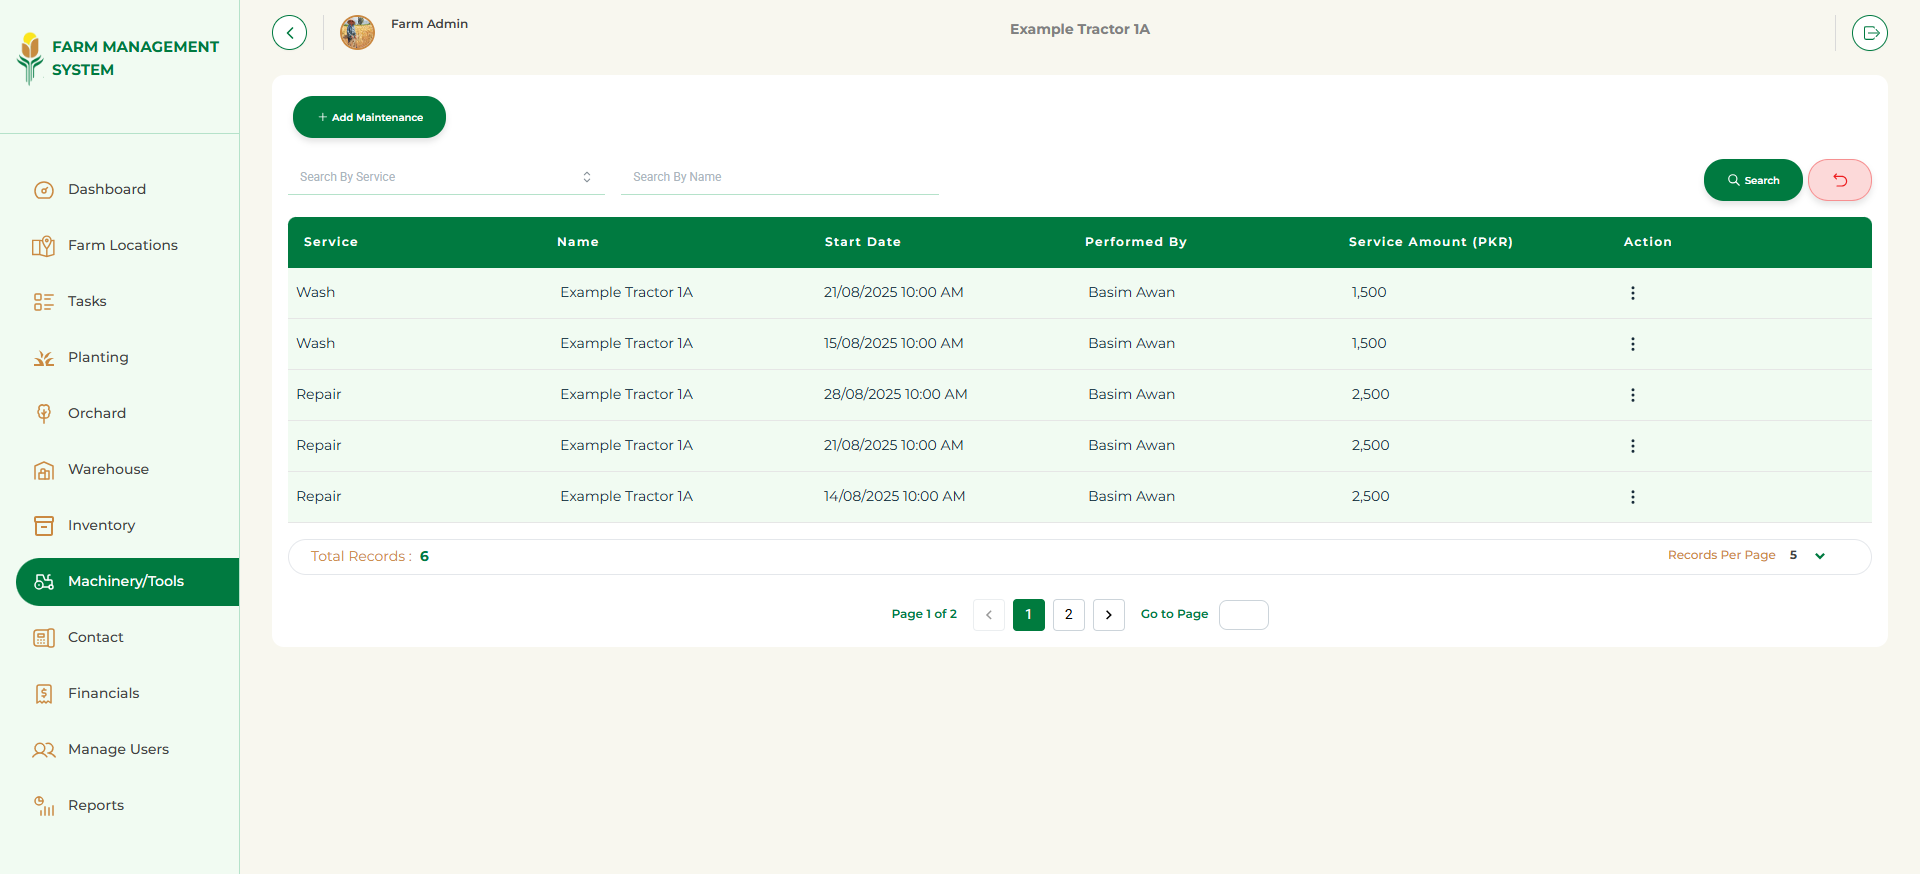 FARM MANAGEMENT
SYSTEM
Farm Admin
Example Tractor 1A
Dashboard
Farm Locations
Tasks
Planting
Orchard
Warehouse
Inventory
Machinery/Tools
Contact
Financials
Manage Users
Reports
+ Add Maintenance
Search By Service Search By Name Search
Service Name Start Date Performed By Service Amount (PKR) Action
Wash Example Tractor 1A 21/08/2025 10:00 AM Basim Awan 1,500
Wash Example Tractor 1A 15/08/2025 10:00 AM Basim Awan 1,500
Repair Example Tractor 1A 28/08/2025 10:00 AM Basim Awan 2,500
Repair Example Tractor 1A 21/08/2025 10:00 AM Basim Awan 2,500
Repair Example Tractor 1A 14/08/2025 10:00 AM Basim Awan 2,500
Total Records : 6 Records Per Page 5
Page 1 of 2 1 2 Go to Page